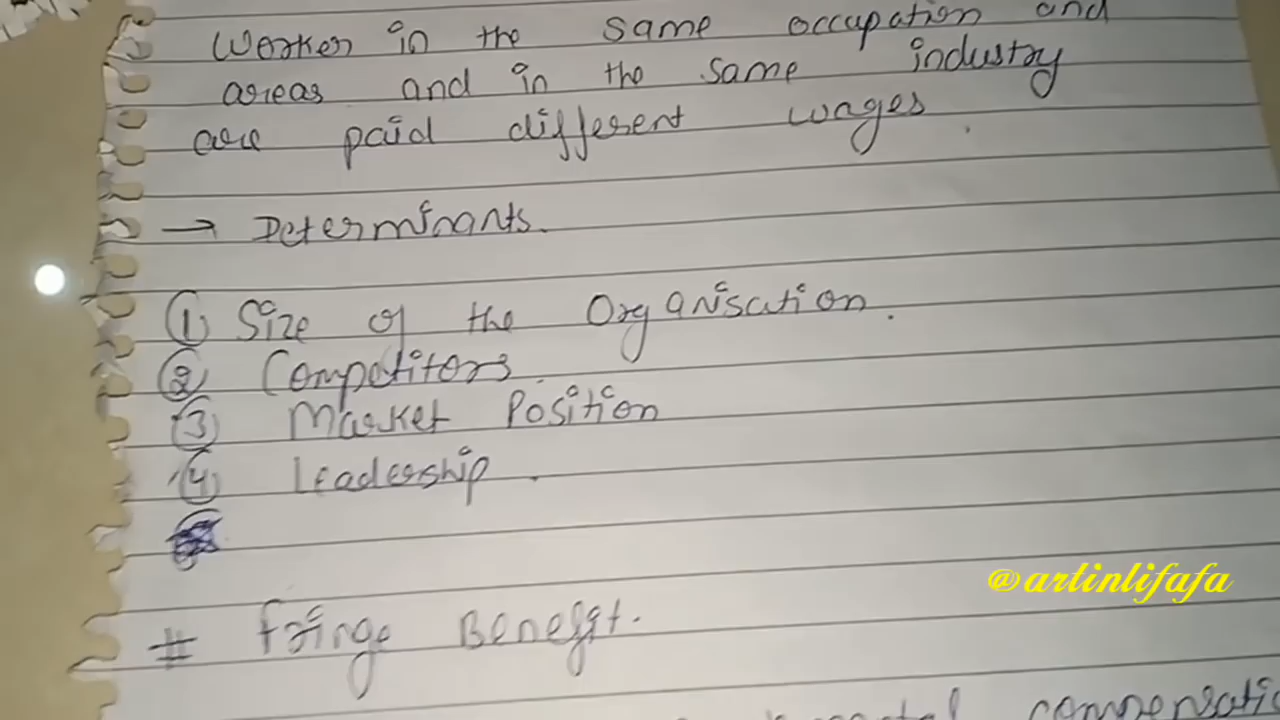 Worker in the same occupation and
areas and in the same industry
are paid different wages.
→ Determinants.
① Size of the Organisation.
② Competitors.
③ Market Position
④ Leadership.
@artinlifafa
# Fringe Benefit.
compensatio